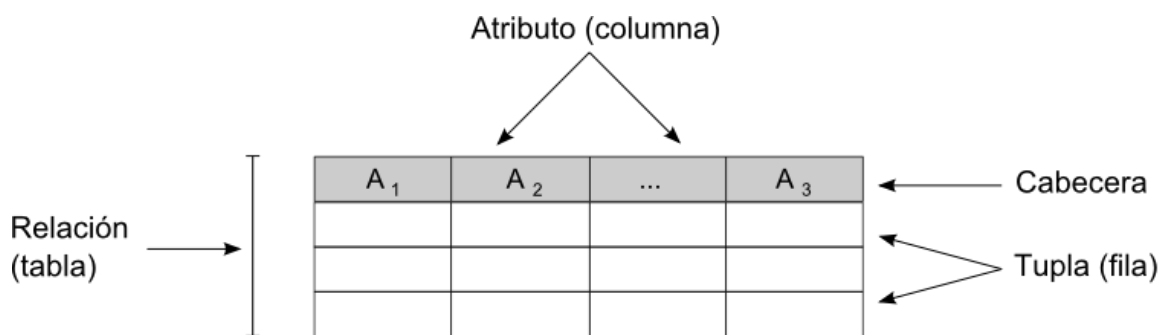 Atributo (columna)
A 1 A 2 ... A 3
Cabecera
Relación
(tabla)
Tupla (fila)